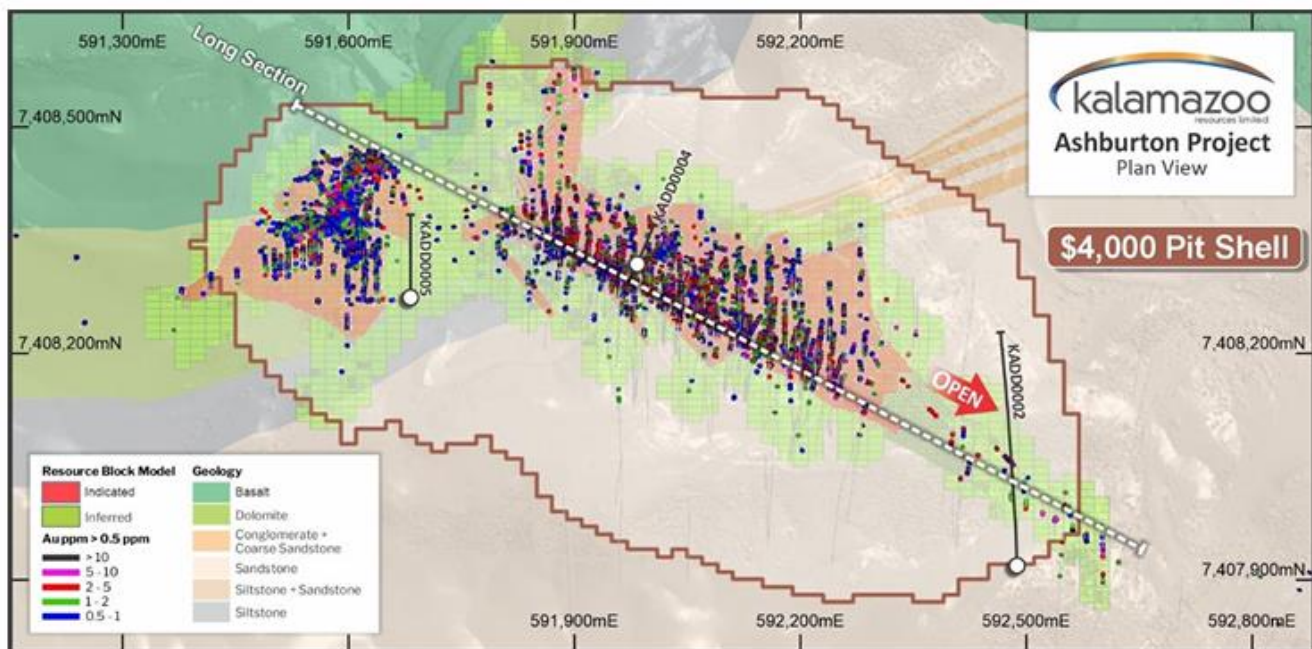 591,300mE
591,600mE
591,900mE
592,200mE
Long Section
kalamazoo
resources limited
Ashburton Project
Plan View
7,408,500mN
KADD0004
$4,000 Pit Shell
KADD0005
7,408,200mN
7,408,200mN
OPEN
KADD0002
Resource Block Model
Indicated
Inferred
Au ppm > 0.5 ppm
> 10
5 - 10
2 - 5
1 - 2
0.5 - 1
Geology
Basalt
Dolomite
Conglomerate +
Coarse Sandstone
Sandstone
Siltstone + Sandstone
Siltstone
7,407,900mN
591,900mE
592,200mE
592,500mE
592,800mE